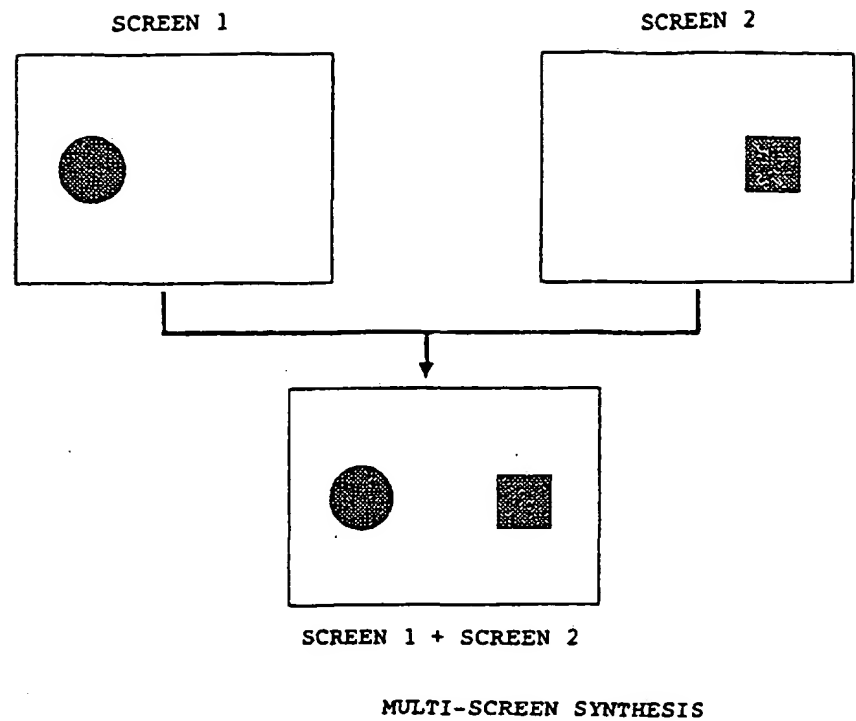 SCREEN 1
SCREEN 2
SCREEN 1 + SCREEN 2
MULTI-SCREEN SYNTHESIS